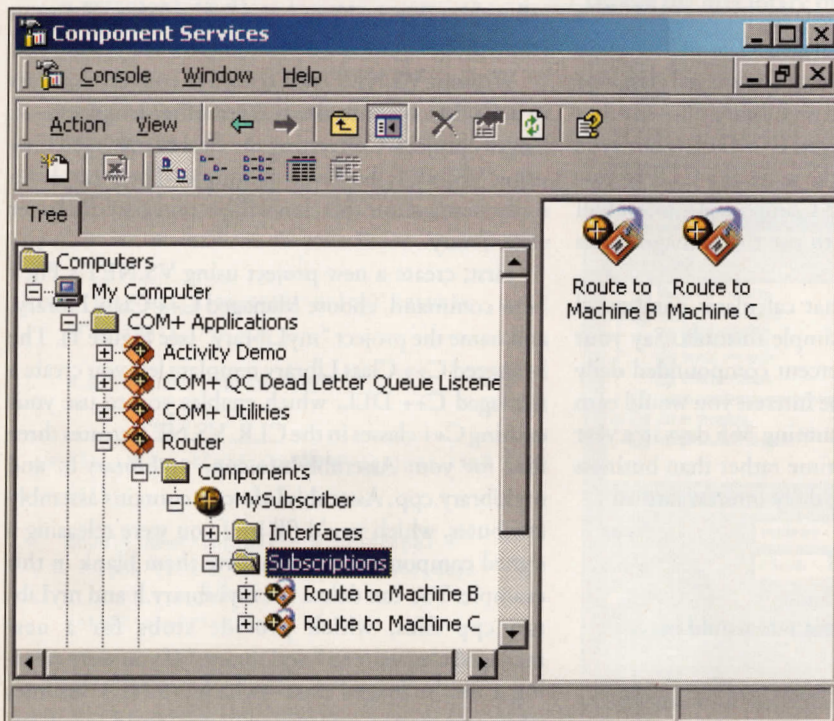 Component Services
Console Window Help
Action View
Tree
Computers
My Computer
COM+ Applications
Activity Demo
COM+ QC Dead Letter Queue Listene
COM+ Utilities
Router
Components
MySubscriber
Interfaces
Subscriptions
Route to Machine B
Route to Machine C
Route to
Machine B
Route to
Machine C